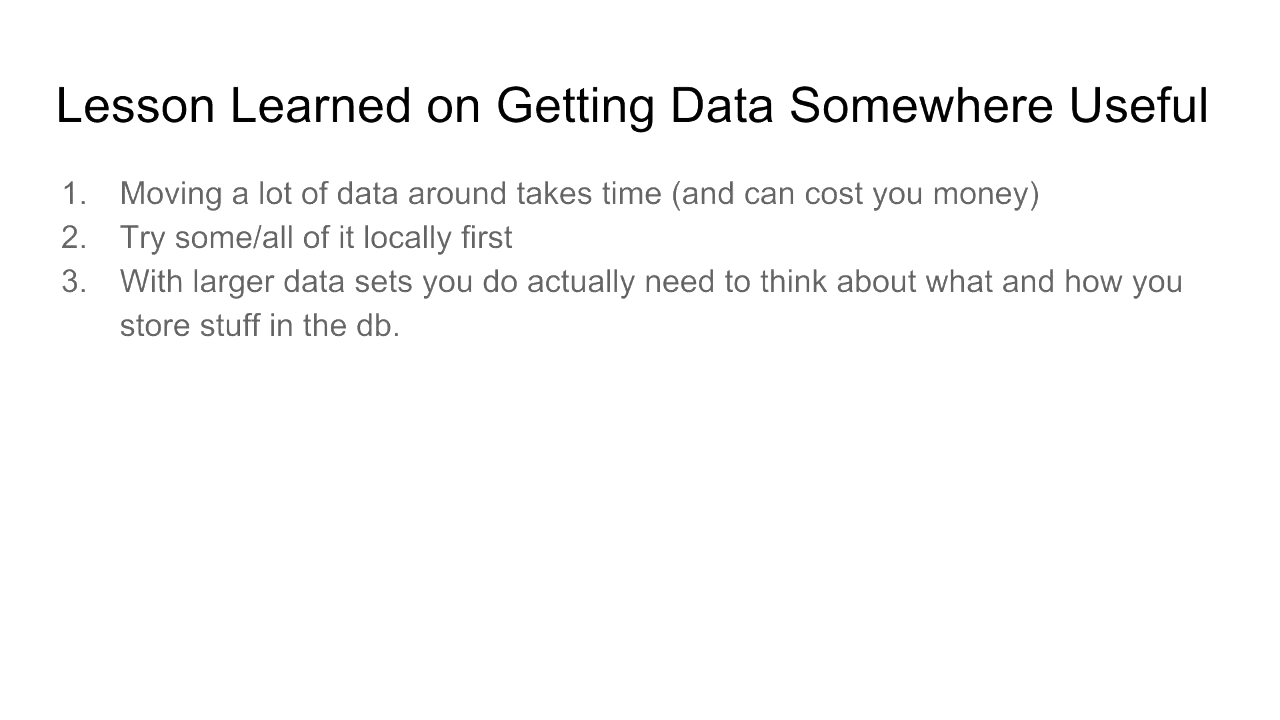 Lesson Learned on Getting Data Somewhere Useful
1. Moving a lot of data around takes time (and can cost you money)
2. Try some/all of it locally first
3. With larger data sets you do actually need to think about what and how you
store stuff in the db.